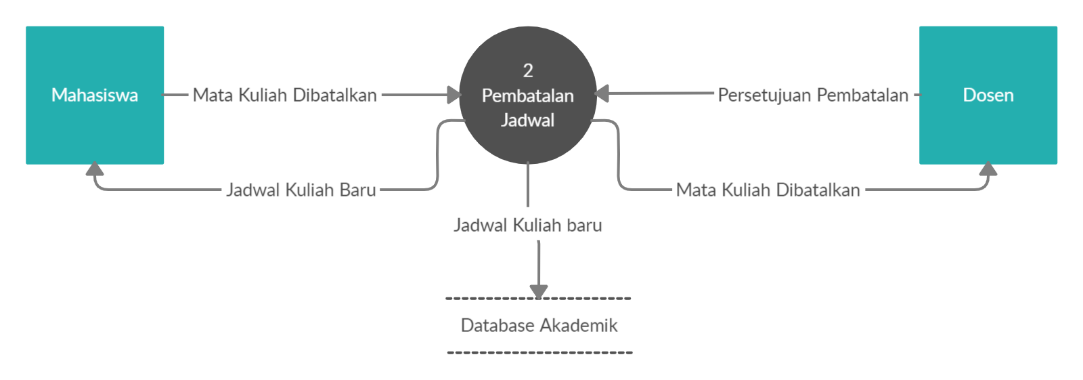 2
Mahasiswa
Mata Kuliah Dibatalkan
Pembatalan
Jadwal
Persetujuan Pembatalan
Dosen
Jadwal Kuliah Baru
Mata Kuliah Dibatalkan
Jadwal Kuliah baru
Database Akademik